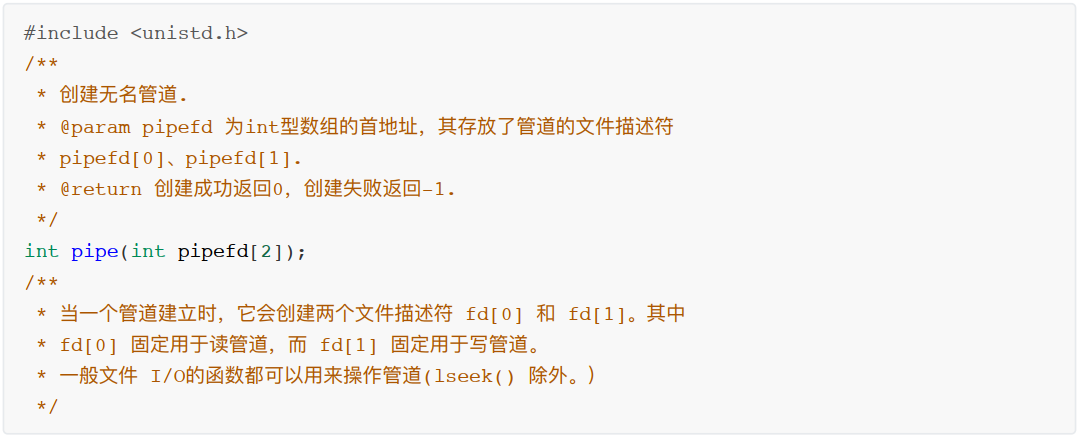 #include <unistd.h>
/**
 * 创建无名管道.
 * @param pipefd 为int型数组的首地址，其存放了管道的文件描述符
 * pipefd[0]、pipefd[1].
 * @return 创建成功返回0，创建失败返回-1.
 */
int pipe(int pipefd[2]);
/**
 * 当一个管道建立时，它会创建两个文件描述符 fd[0] 和 fd[1]。其中
 * fd[0] 固定用于读管道，而 fd[1] 固定用于写管道。
 * 一般文件 I/O的函数都可以用来操作管道(lseek() 除外。）
 */